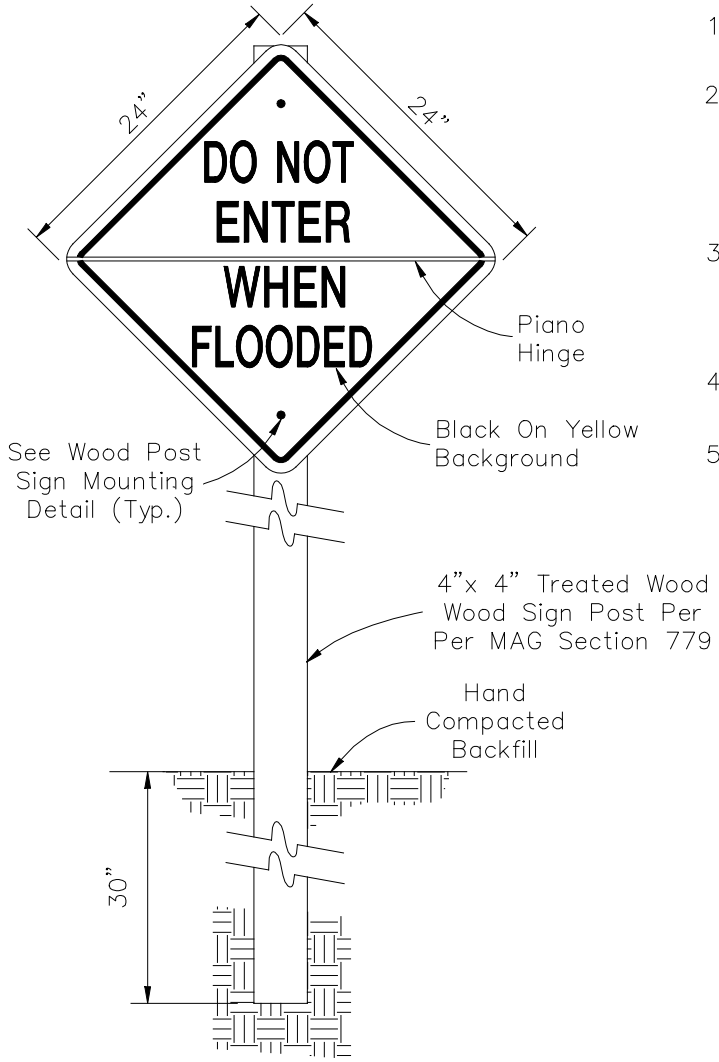 1
24"
24"
2
DO NOT
ENTER
WHEN
FLOODED
3
Piano
Hinge
4
Black On Yellow
Background
See Wood Post
Sign Mounting
Detail (Typ.)
5
4"x 4" Treated Wood
Wood Sign Post Per
Per MAG Section 779
Hand
Compacted
Backfill
30"